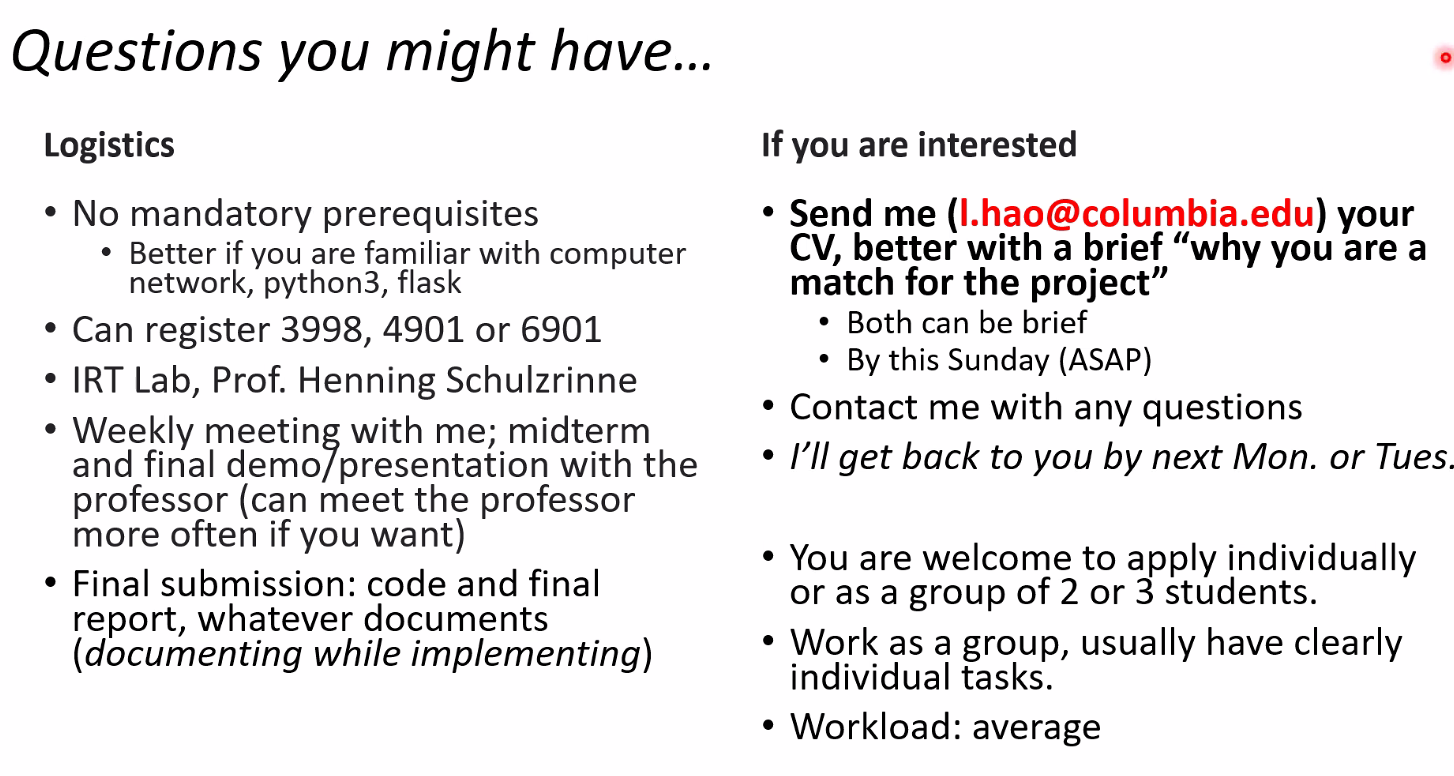 Questions you might have…
Logistics
• No mandatory prerequisites
• Better if you are familiar with computer
network, python3, flask
• Can register 3998, 4901 or 6901
• IRT Lab, Prof. Henning Schulzrinne
• Weekly meeting with me; midterm
and final demo/presentation with the
professor (can meet the professor
more often if you want)
• Final submission: code and final
report, whatever documents
(documenting while implementing)
If you are interested
• Send me (l.hao@columbia.edu) your
CV, better with a brief “why you are a
match for the project”
• Both can be brief
• By this Sunday (ASAP)
• Contact me with any questions
• I’ll get back to you by next Mon. or Tues.
• You are welcome to apply individually
or as a group of 2 or 3 students.
• Work as a group, usually have clearly
individual tasks.
• Workload: average